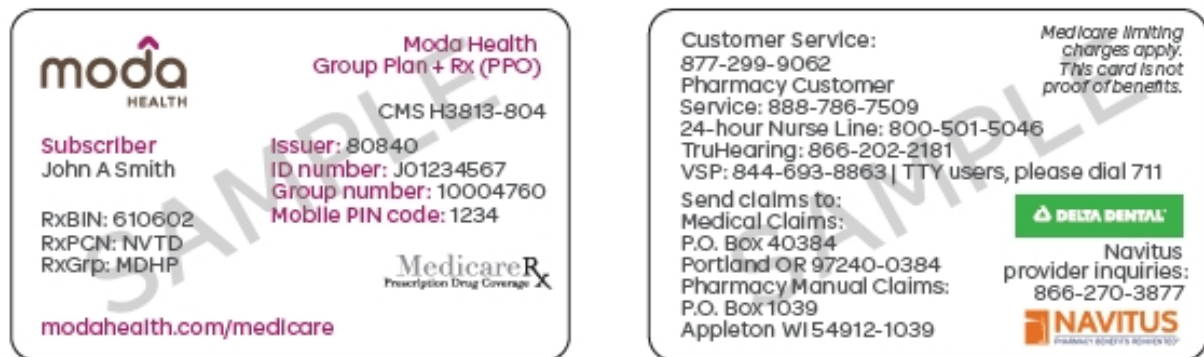 moda
HEALTH
Moda Health
Group Plan + Rx (PPO)
CMS H3813-804
Subscriber
John A Smith
Issuer: 80840
ID number: J01234567
Group number: 10004760
Mobile PIN code: 1234
RxBIN: 610602
RxPCN: NVTD
RxGrp: MDHP
MedicareRx
Prescription Drug Coverage
modahealth.com/medicare
SAMPLE
Customer Service:
877-299-9062
Pharmacy Customer
Service: 888-786-7509
24-hour Nurse Line: 800-501-5046
TruHearing: 866-202-2181
VSP: 844-693-8863 | TTY users, please dial 711
Medicare limiting
charges apply.
This card is not
proof of benefits.
Send claims to:
Medical Claims:
P.O. Box 40384
Portland OR 97240-0384
Pharmacy Manual Claims:
P.O. Box 1039
Appleton WI 54912-1039
DELTA DENTAL
Navitus
provider inquiries:
866-270-3877
NAVITUS
PHARMACY BENEFITS REINVENTED
SAMPLE